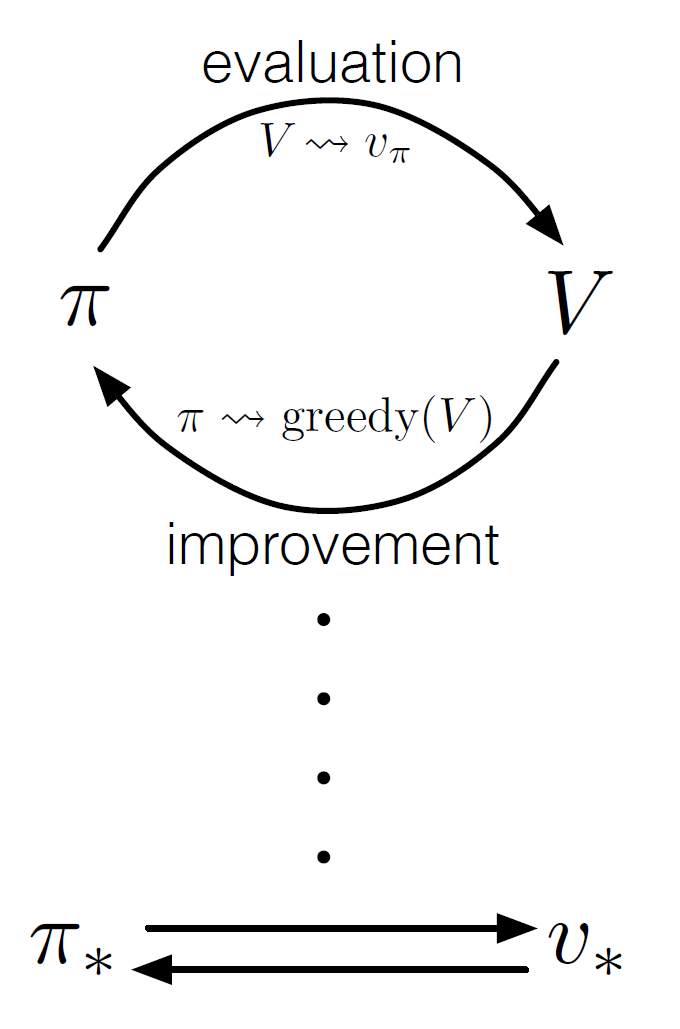 evaluation
V ⇝ v_π
π V
π ⇝ greedy(V)
improvement
π_* v_*